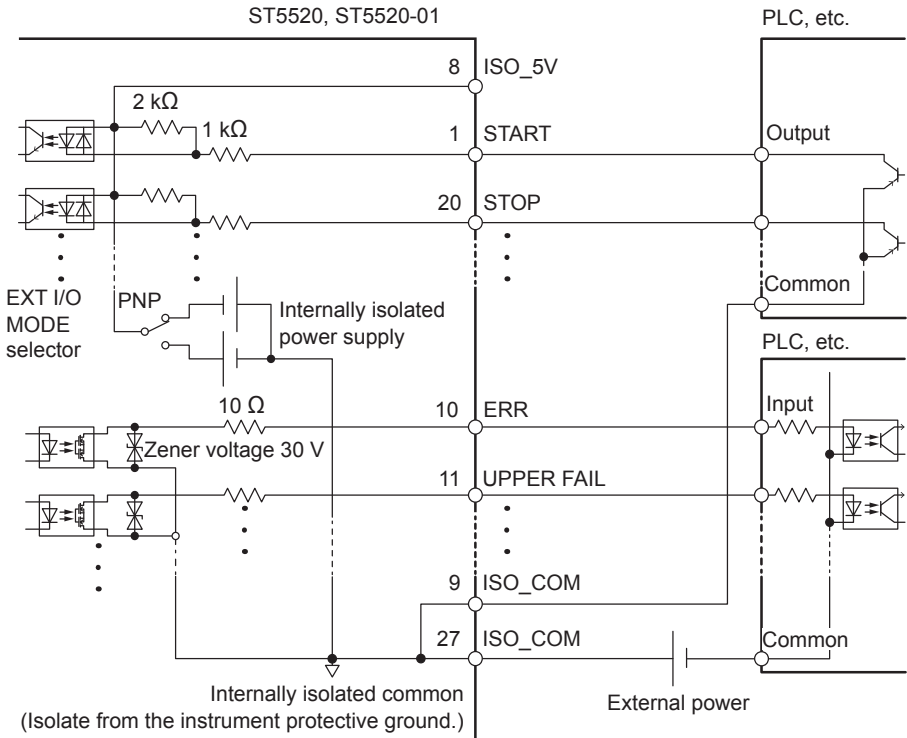 ST5520, ST5520-01
PLC, etc.
8 ISO_5V
2 kΩ
1 kΩ
1 START
Output
20 STOP
Common
EXT I/O
MODE
selector
PNP
Internally isolated
power supply
PLC, etc.
10 Ω
10 ERR
Input
Zener voltage 30 V
11 UPPER FAIL
9 ISO_COM
27 ISO_COM
Common
Internally isolated common
(Isolate from the instrument protective ground.)
External power